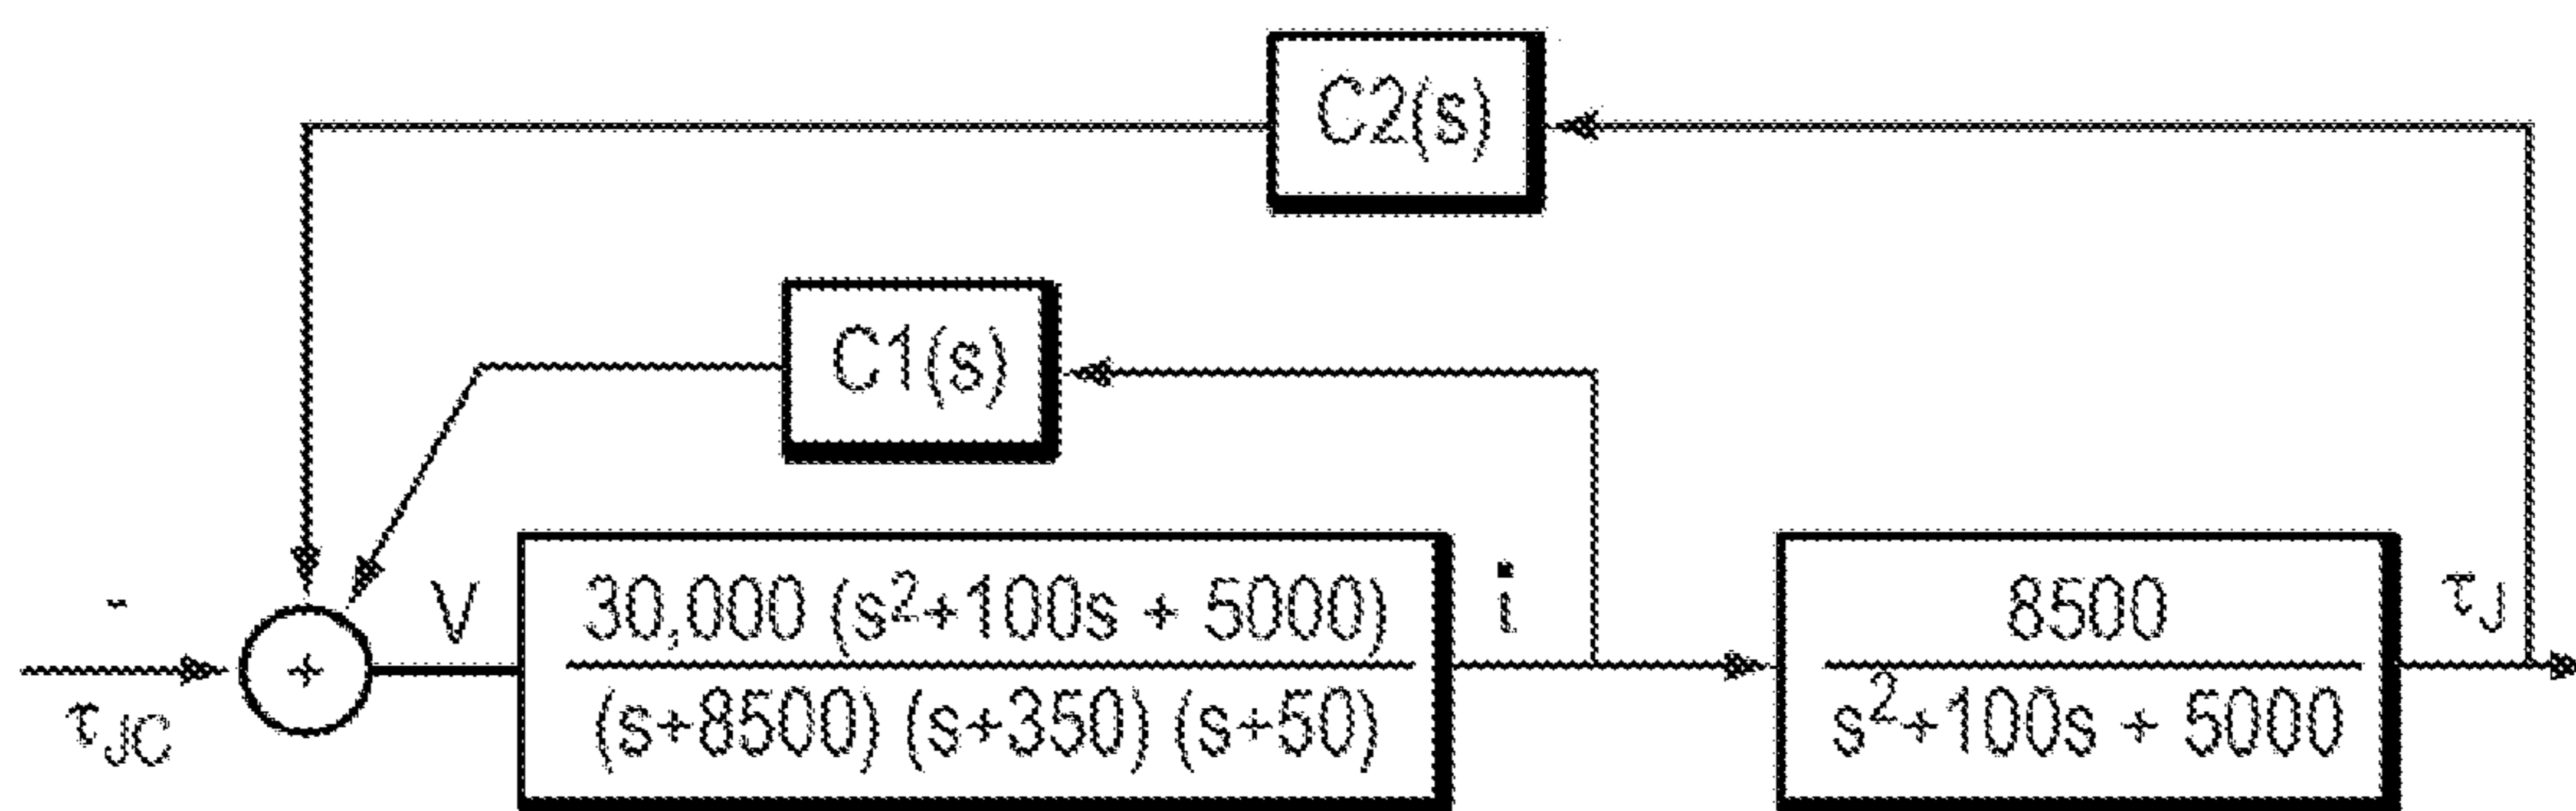 C2(s)
C1(s)
-
τJC
+
V
30,000 (s²+100s + 5000)
(s+8500) (s+350) (s+50)
i
8500
s²+100s + 5000
τJ